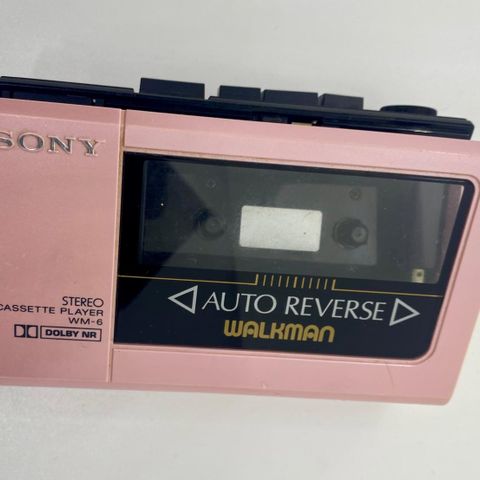 SONY
STEREO
CASSETTE PLAYER
WM-6
DOLBY NR
AUTO REVERSE
WALKMAN